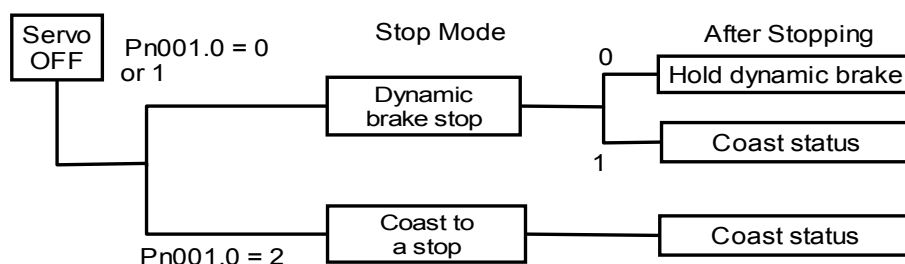 Servo
OFF
Pn001.0 = 0
or 1
Stop Mode
After Stopping
Dynamic
brake stop
0
Hold dynamic brake
1
Coast status
Pn001.0 = 2
Coast to
a stop
Coast status